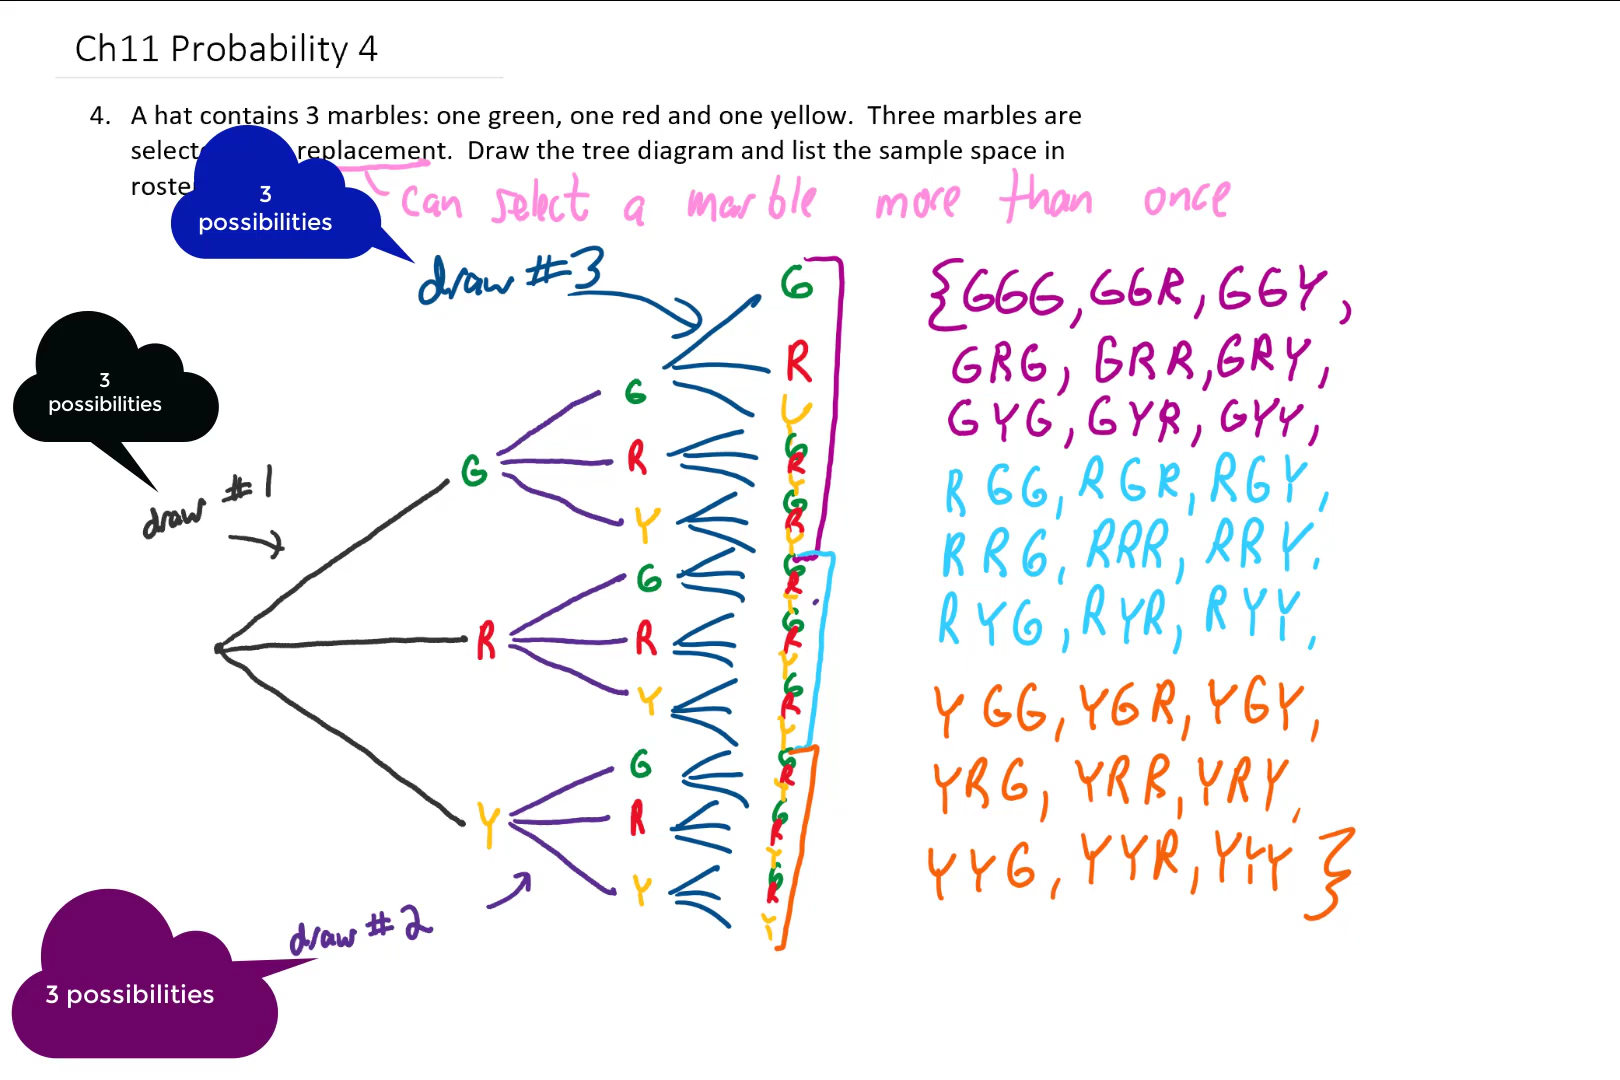 Ch11 Probability 4
4. A hat contains 3 marbles: one green, one red and one yellow. Three marbles are
select replacement. Draw the tree diagram and list the sample space in
roste
3
possibilities
can select a marble more than once
draw #3
3
possibilities
draw #1
draw #2
3 possibilities
G
R
Y
G
R
Y
G
R
Y
G
R
Y
G
R
Y
G
R
Y
G
R
Y
G
R
Y
G
R
Y
G
R
Y
G
R
Y
G
R
Y
G
R
Y
{GGG, GGR, GGY,
GRG, GRR, GRY,
GYG, GYR, GYY,
RGG, RGR, RGY,
RRG, RRR, RRY,
RYG, RYR, RYY,
YGG, YGR, YGY,
YRG, YRR, YRY,
YYG, YYR, YYY}